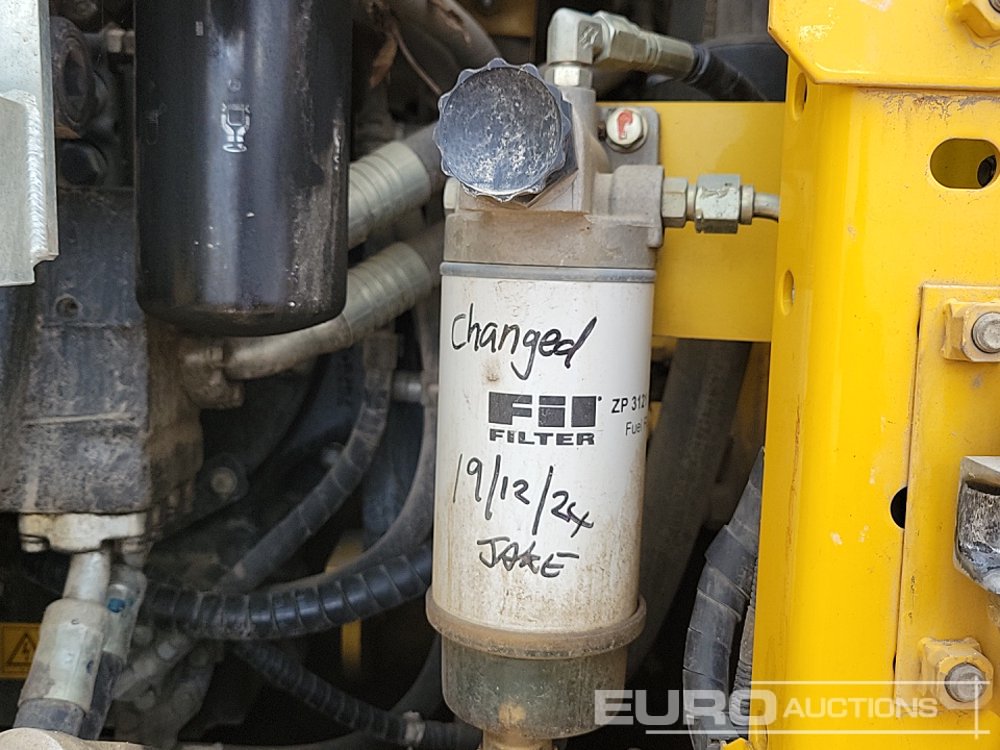 Changed
Fil
FILTER
ZP 312
Fuel
19/12/24
JAKE
EURO AUCTIONS